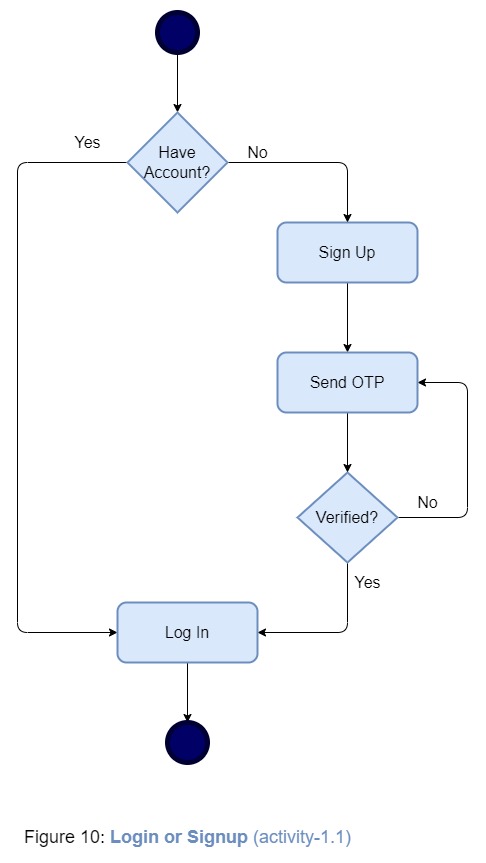 Have
Account?
Yes
No
Sign Up
Send OTP
Verified?
No
Yes
Log In
Figure 10: Login or Signup (activity-1.1)